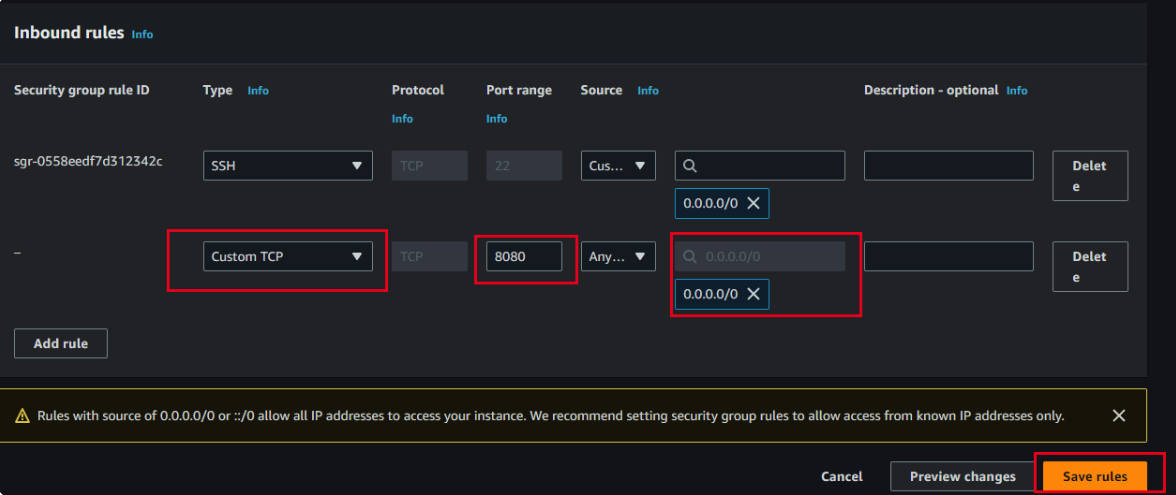 Inbound rules Info
Security group rule ID Type Info Protocol Info Port range Info Source Info Description - optional Info
sgr-0558eedf7d312342c SSH TCP 22 Cus... Delete
0.0.0.0/0
– Custom TCP TCP 8080 Any... 0.0.0.0/0 Delete
0.0.0.0/0
Add rule
Rules with source of 0.0.0.0/0 or ::/0 allow all IP addresses to access your instance. We recommend setting security group rules to allow access from known IP addresses only.
Cancel Preview changes Save rules